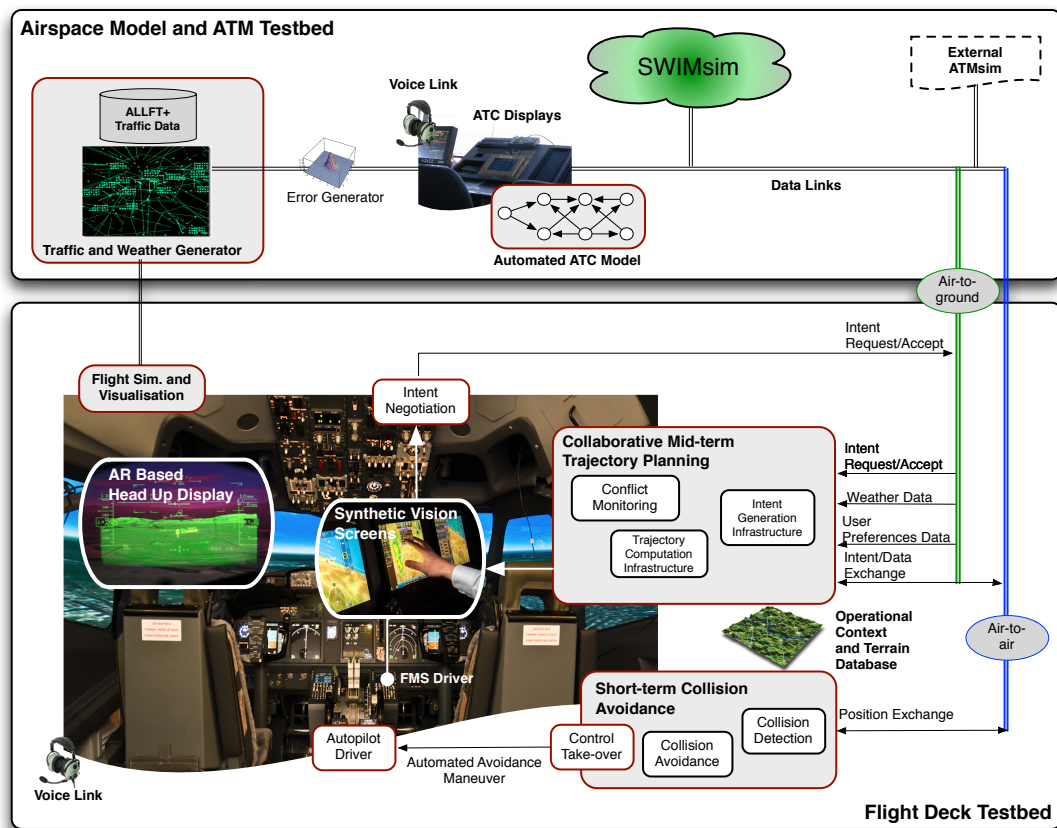 Airspace Model and ATM Testbed
ALLFT+
Traffic Data
Traffic and Weather Generator
Error Generator
Voice Link
ATC Displays
Automated ATC Model
SWIMsim
External
ATMsim
Data Links
Air-to-
ground
Flight Sim. and
Visualisation
Intent
Negotiation
Intent
Request/Accept
AR Based
Head Up Display
Synthetic Vision
Screens
Collaborative Mid-term
Trajectory Planning
Conflict
Monitoring
Intent
Generation
Infrastructure
Trajectory
Computation
Infrastructure
Intent
Request/Accept
Weather Data
User
Preferences Data
Intent/Data
Exchange
Operational
Context
and Terrain
Database
Air-to-
air
FMS Driver
Short-term Collision
Avoidance
Collision
Detection
Control
Take-over
Collision
Avoidance
Position Exchange
Autopilot
Driver
Automated Avoidance
Maneuver
Voice Link
Flight Deck Testbed